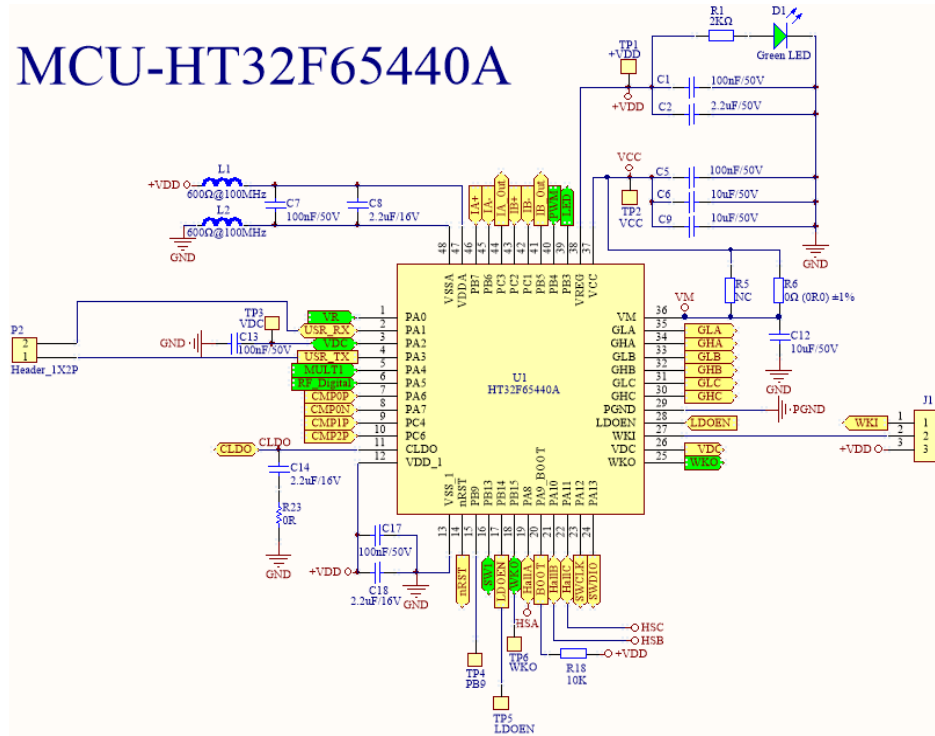 MCU-HT32F65440A
R1
2KΩ
D1
Green LED
TP1
+VDD
+VDD
C1
100nF/50V
C2
2.2uF/50V
VCC
TP2
VCC
C5
100nF/50V
C6
10uF/50V
C9
10uF/50V
GND
+VDD
L1
600Ω@100MHz
L2
600Ω@100MHz
GND
C7
100nF/50V
C8
2.2uF/16V
IA+
IA-
IA_Out
IB+
IB-
IB_Out
PWM
LED
48
47
46
45
44
43
42
41
40
39
38
37
VSSA
VDDA
PB7
PB6
PC3
PC2
PC1
PB5
PB4
PB3
VREG
VCC
R5
NC
R6
0Ω (0R0) ±1%
VM
C12
10uF/50V
GND
P2
2
1
Header_1X2P
TP3
VDC
GND
C13
100nF/50V
VR
USR_RX
VDC
USR_TX
MULTI
RF_Digital
CMP0P
CMP0N
CMP1P
CMP2P
1
2
3
4
5
6
7
8
9
10
11
12
PA0
PA1
PA2
PA3
PA4
PA5
PA6
PA7
PC4
PC6
CLDO
VDD_1
U1
HT32F65440A
VM
GLA
GHA
GLB
GHB
GLC
GHC
PGND
LDOEN
WKI
VDC
WKO
36
35
34
33
32
31
30
29
28
27
26
25
GLA
GHA
GLB
GHB
GLC
GHC
PGND
LDOEN
VDC
WKO
J1
WKI
1
2
3
1
2
3
+VDD
CLDO
CLDO
C14
2.2uF/16V
R23
0R
GND
VSS_1
nRST
PB9
PB13
PB14
PB15
PA8
PA9_BOOT
PA10
PA11
PA12
PA13
13
14
15
16
17
18
19
20
21
22
23
24
C17
100nF/50V
+VDD
C18
2.2uF/16V
GND
nRST
SW1
LDOEN
WKO
HallA
BOOT
HallB
HallC
SWCLK
SWDIO
HSA
HSC
HSB
+VDD
R18
10K
TP4
PB9
TP6
WKO
TP5
LDOEN